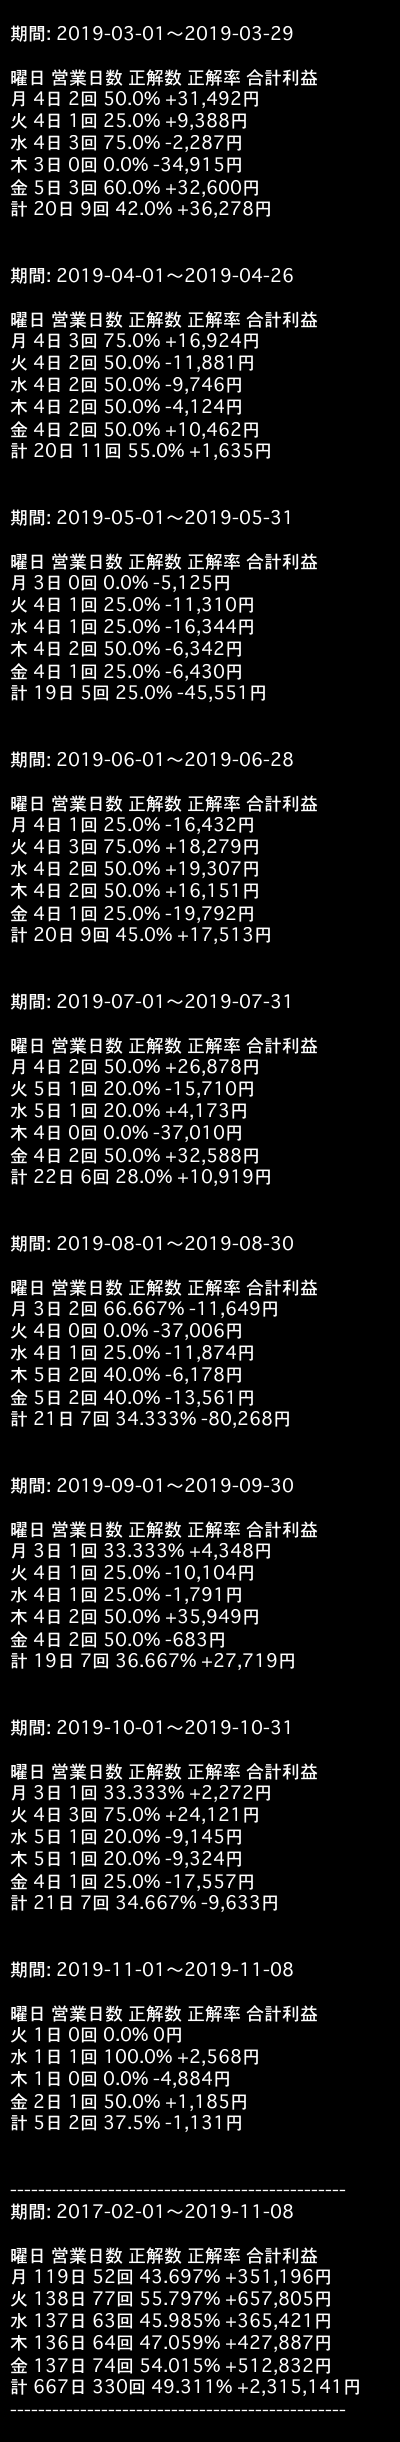 期間: 2019-03-01～2019-03-29
曜日 営業日数 正解数 正解率 合計利益
月 4日 2回 50.0% +31,492円
火 4日 1回 25.0% +9,388円
水 4日 3回 75.0% -2,287円
木 3日 0回 0.0% -34,915円
金 5日 3回 60.0% +32,600円
計 20日 9回 42.0% +36,278円
期間: 2019-04-01～2019-04-26
曜日 営業日数 正解数 正解率 合計利益
月 4日 3回 75.0% +16,924円
火 4日 2回 50.0% -11,881円
水 4日 2回 50.0% -9,746円
木 4日 2回 50.0% -4,124円
金 4日 2回 50.0% +10,462円
計 20日 11回 55.0% +1,635円
期間: 2019-05-01～2019-05-31
曜日 営業日数 正解数 正解率 合計利益
月 3日 0回 0.0% -5,125円
火 4日 1回 25.0% -11,310円
水 4日 1回 25.0% -16,344円
木 4日 2回 50.0% -6,342円
金 4日 1回 25.0% -6,430円
計 19日 5回 25.0% -45,551円
期間: 2019-06-01～2019-06-28
曜日 営業日数 正解数 正解率 合計利益
月 4日 1回 25.0% -16,432円
火 4日 3回 75.0% +18,279円
水 4日 2回 50.0% +19,307円
木 4日 2回 50.0% +16,151円
金 4日 1回 25.0% -19,792円
計 20日 9回 45.0% +17,513円
期間: 2019-07-01～2019-07-31
曜日 営業日数 正解数 正解率 合計利益
月 4日 2回 50.0% +26,878円
火 5日 1回 20.0% -15,710円
水 5日 1回 20.0% +4,173円
木 4日 0回 0.0% -37,010円
金 4日 2回 50.0% +32,588円
計 22日 6回 28.0% +10,919円
期間: 2019-08-01～2019-08-30
曜日 営業日数 正解数 正解率 合計利益
月 3日 2回 66.667% -11,649円
火 4日 0回 0.0% -37,006円
水 4日 1回 25.0% -11,874円
木 5日 2回 40.0% -6,178円
金 5日 2回 40.0% -13,561円
計 21日 7回 34.333% -80,268円
期間: 2019-09-01～2019-09-30
曜日 営業日数 正解数 正解率 合計利益
月 3日 1回 33.333% +4,348円
火 4日 1回 25.0% -10,104円
水 4日 1回 25.0% -1,791円
木 4日 2回 50.0% +35,949円
金 4日 2回 50.0% -683円
計 19日 7回 36.667% +27,719円
期間: 2019-10-01～2019-10-31
曜日 営業日数 正解数 正解率 合計利益
月 3日 1回 33.333% +2,272円
火 4日 3回 75.0% +24,121円
水 5日 1回 20.0% -9,145円
木 5日 1回 20.0% -9,324円
金 4日 1回 25.0% -17,557円
計 21日 7回 34.667% -9,633円
期間: 2019-11-01～2019-11-08
曜日 営業日数 正解数 正解率 合計利益
火 1日 0回 0.0% 0円
水 1日 1回 100.0% +2,568円
木 1日 0回 0.0% -4,884円
金 2日 1回 50.0% +1,185円
計 5日 2回 37.5% -1,131円
------------------------------------------------
期間: 2017-02-01～2019-11-08
曜日 営業日数 正解数 正解率 合計利益
月 119日 52回 43.697% +351,196円
火 138日 77回 55.797% +657,805円
水 137日 63回 45.985% +365,421円
木 136日 64回 47.059% +427,887円
金 137日 74回 54.015% +512,832円
計 667日 330回 49.311% +2,315,141円
------------------------------------------------